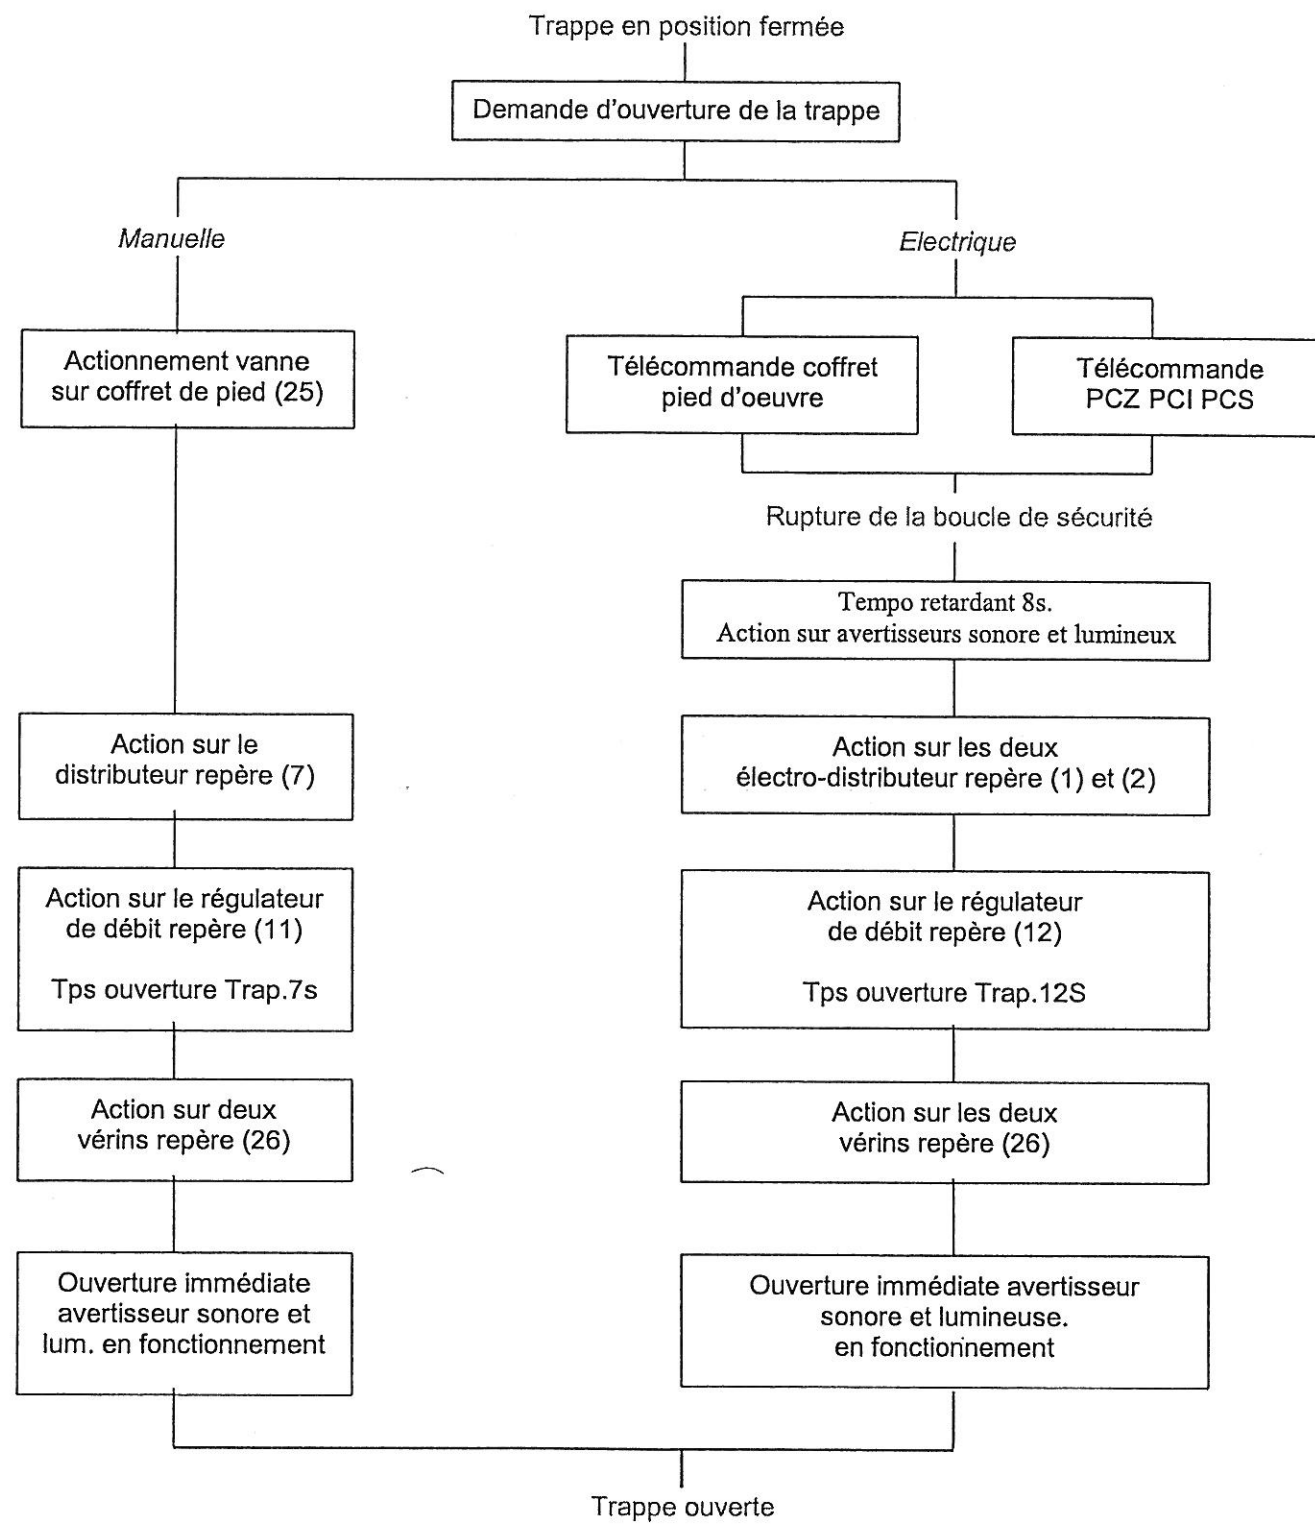 Trappe en position fermée
Demande d'ouverture de la trappe
Manuelle
Electrique
Actionnement vanne
sur coffret de pied (25)
Télécommande coffret
pied d'oeuvre
Télécommande
PCZ PCI PCS
Rupture de la boucle de sécurité
Tempo retardant 8s.
Action sur avertisseurs sonore et lumineux
Action sur le
distributeur repère (7)
Action sur les deux
électro-distributeur repère (1) et (2)
Action sur le régulateur
de débit repère (11)
Tps ouverture Trap.7s
Action sur le régulateur
de débit repère (12)
Tps ouverture Trap.12S
Action sur deux
vérins repère (26)
Action sur les deux
vérins repère (26)
Ouverture immédiate
avertisseur sonore et
lum. en fonctionnement
Ouverture immédiate avertisseur
sonore et lumineuse.
en fonctionnement
Trappe ouverte